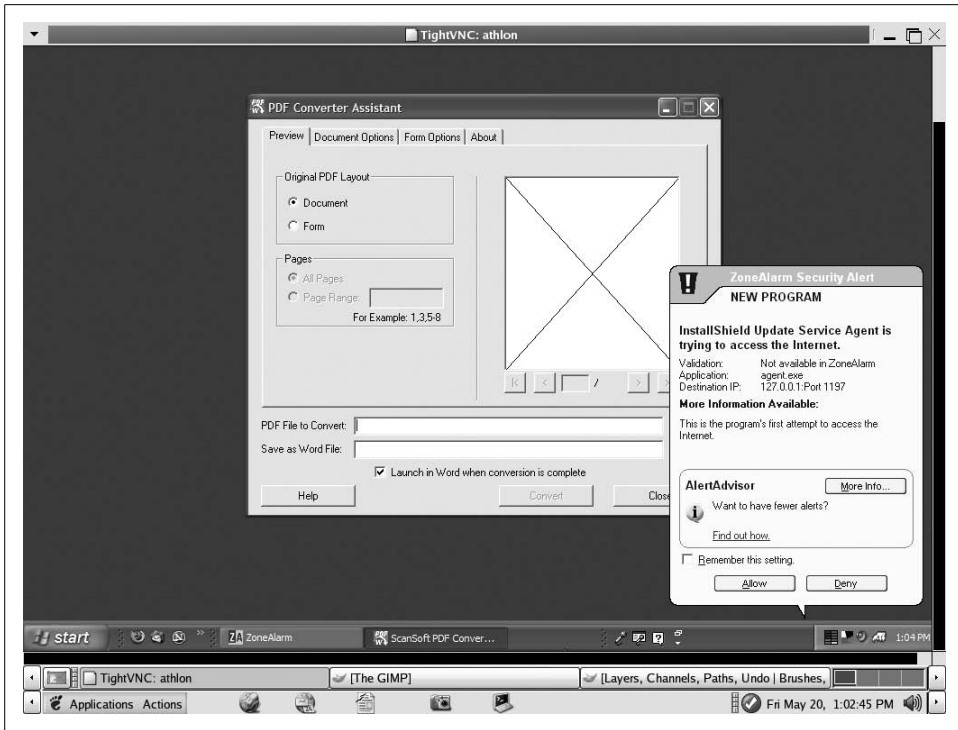 TightVNC: athlon
PDF Converter Assistant
Preview Document Options Form Options About
Original PDF Layout
Document
Form
Pages
All Pages
Page Range:
For Example: 1,3,5-8
/
PDF File to Convert:
Save as Word File:
Launch in Word when conversion is complete
Help Convert Close
ZoneAlarm Security Alert
NEW PROGRAM
InstallShield Update Service Agent is
trying to access the Internet.
Validation: Not available in ZoneAlarm
Application: agent.exe
Destination IP: 127.0.0.1:Port 1197
More Information Available:
This is the program's first attempt to access the
Internet.
AlertAdvisor More Info...
Want to have fewer alerts?
Find out how.
Remember this setting.
Allow Deny
start ZA ZoneAlarm ScanSoft PDF Conver... 1:04 PM
TightVNC: athlon [The GIMP] [Layers, Channels, Paths, Undo | Brushes,
Applications Actions Fri May 20, 1:02:45 PM